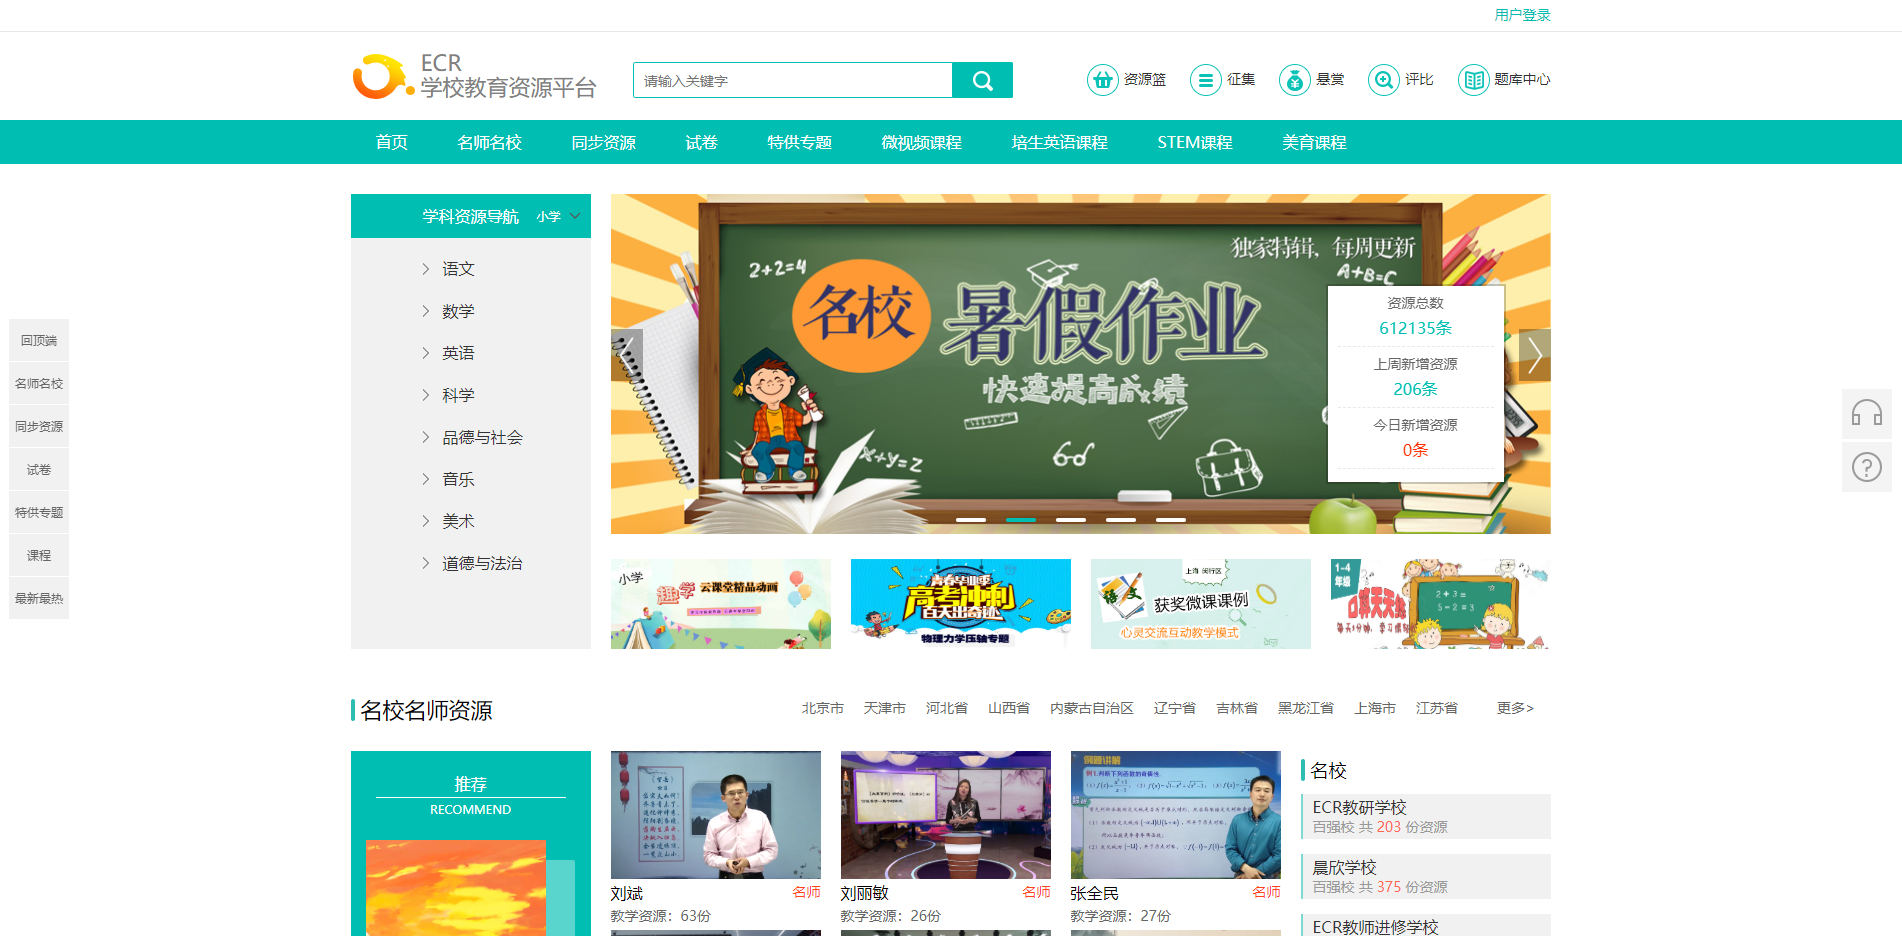 用户登录
ECR
学校教育资源平台
请输入关键字
资源篮
征集
悬赏
评比
题库中心
首页 名师名校 同步资源 试卷 特供专题 微视频课程 培生英语课程 STEM课程 美育课程
学科资源导航 小学
语文
数学
英语
科学
品德与社会
音乐
美术
道德与法治
回顶端
名师名校
同步资源
试卷
特供专题
课程
最新最热
独家特辑，每周更新
2+2=4
A+B=C
名校 暑假作业
快速提高成绩
x+y=z
资源总数
612135条
上周新增资源
206条
今日新增资源
0条
小学
趣学 云课堂精品动画
青春毕业季
高考冲刺
百天出奇迹
物理力学压轴专题
上海 闵行区
获奖微课课例
心灵交流互动教学模式
1-4
年级
口算天天练
2+3=
5-2=3
名校名师资源
北京市 天津市 河北省 山西省 内蒙古自治区 辽宁省 吉林省 黑龙江省 上海市 江苏省 更多>
推荐
RECOMMEND
例题讲解
刘斌 名师
教学资源：63份
刘丽敏 名师
教学资源：26份
张全民 名师
教学资源：27份
名校
ECR教研学校
百强校 共 203 份资源
晨欣学校
百强校 共 375 份资源
ECR教师进修学校